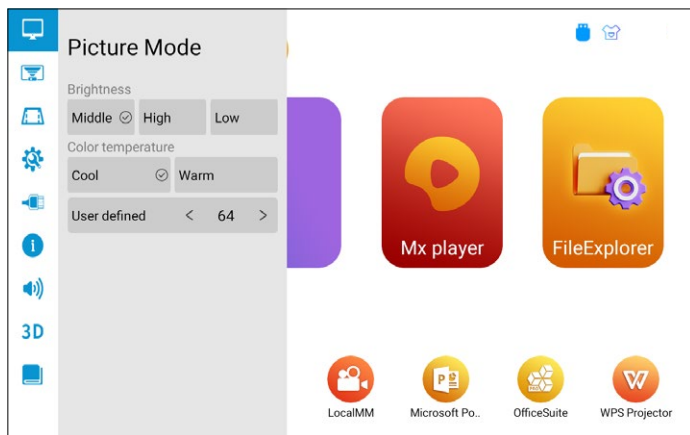 Picture Mode
Brightness
Middle High Low
Color temperature
Cool Warm
User defined < 64 >
3D
Mx player
FileExplorer
LocalMM
Microsoft Po..
OfficeSuite
WPS Projector